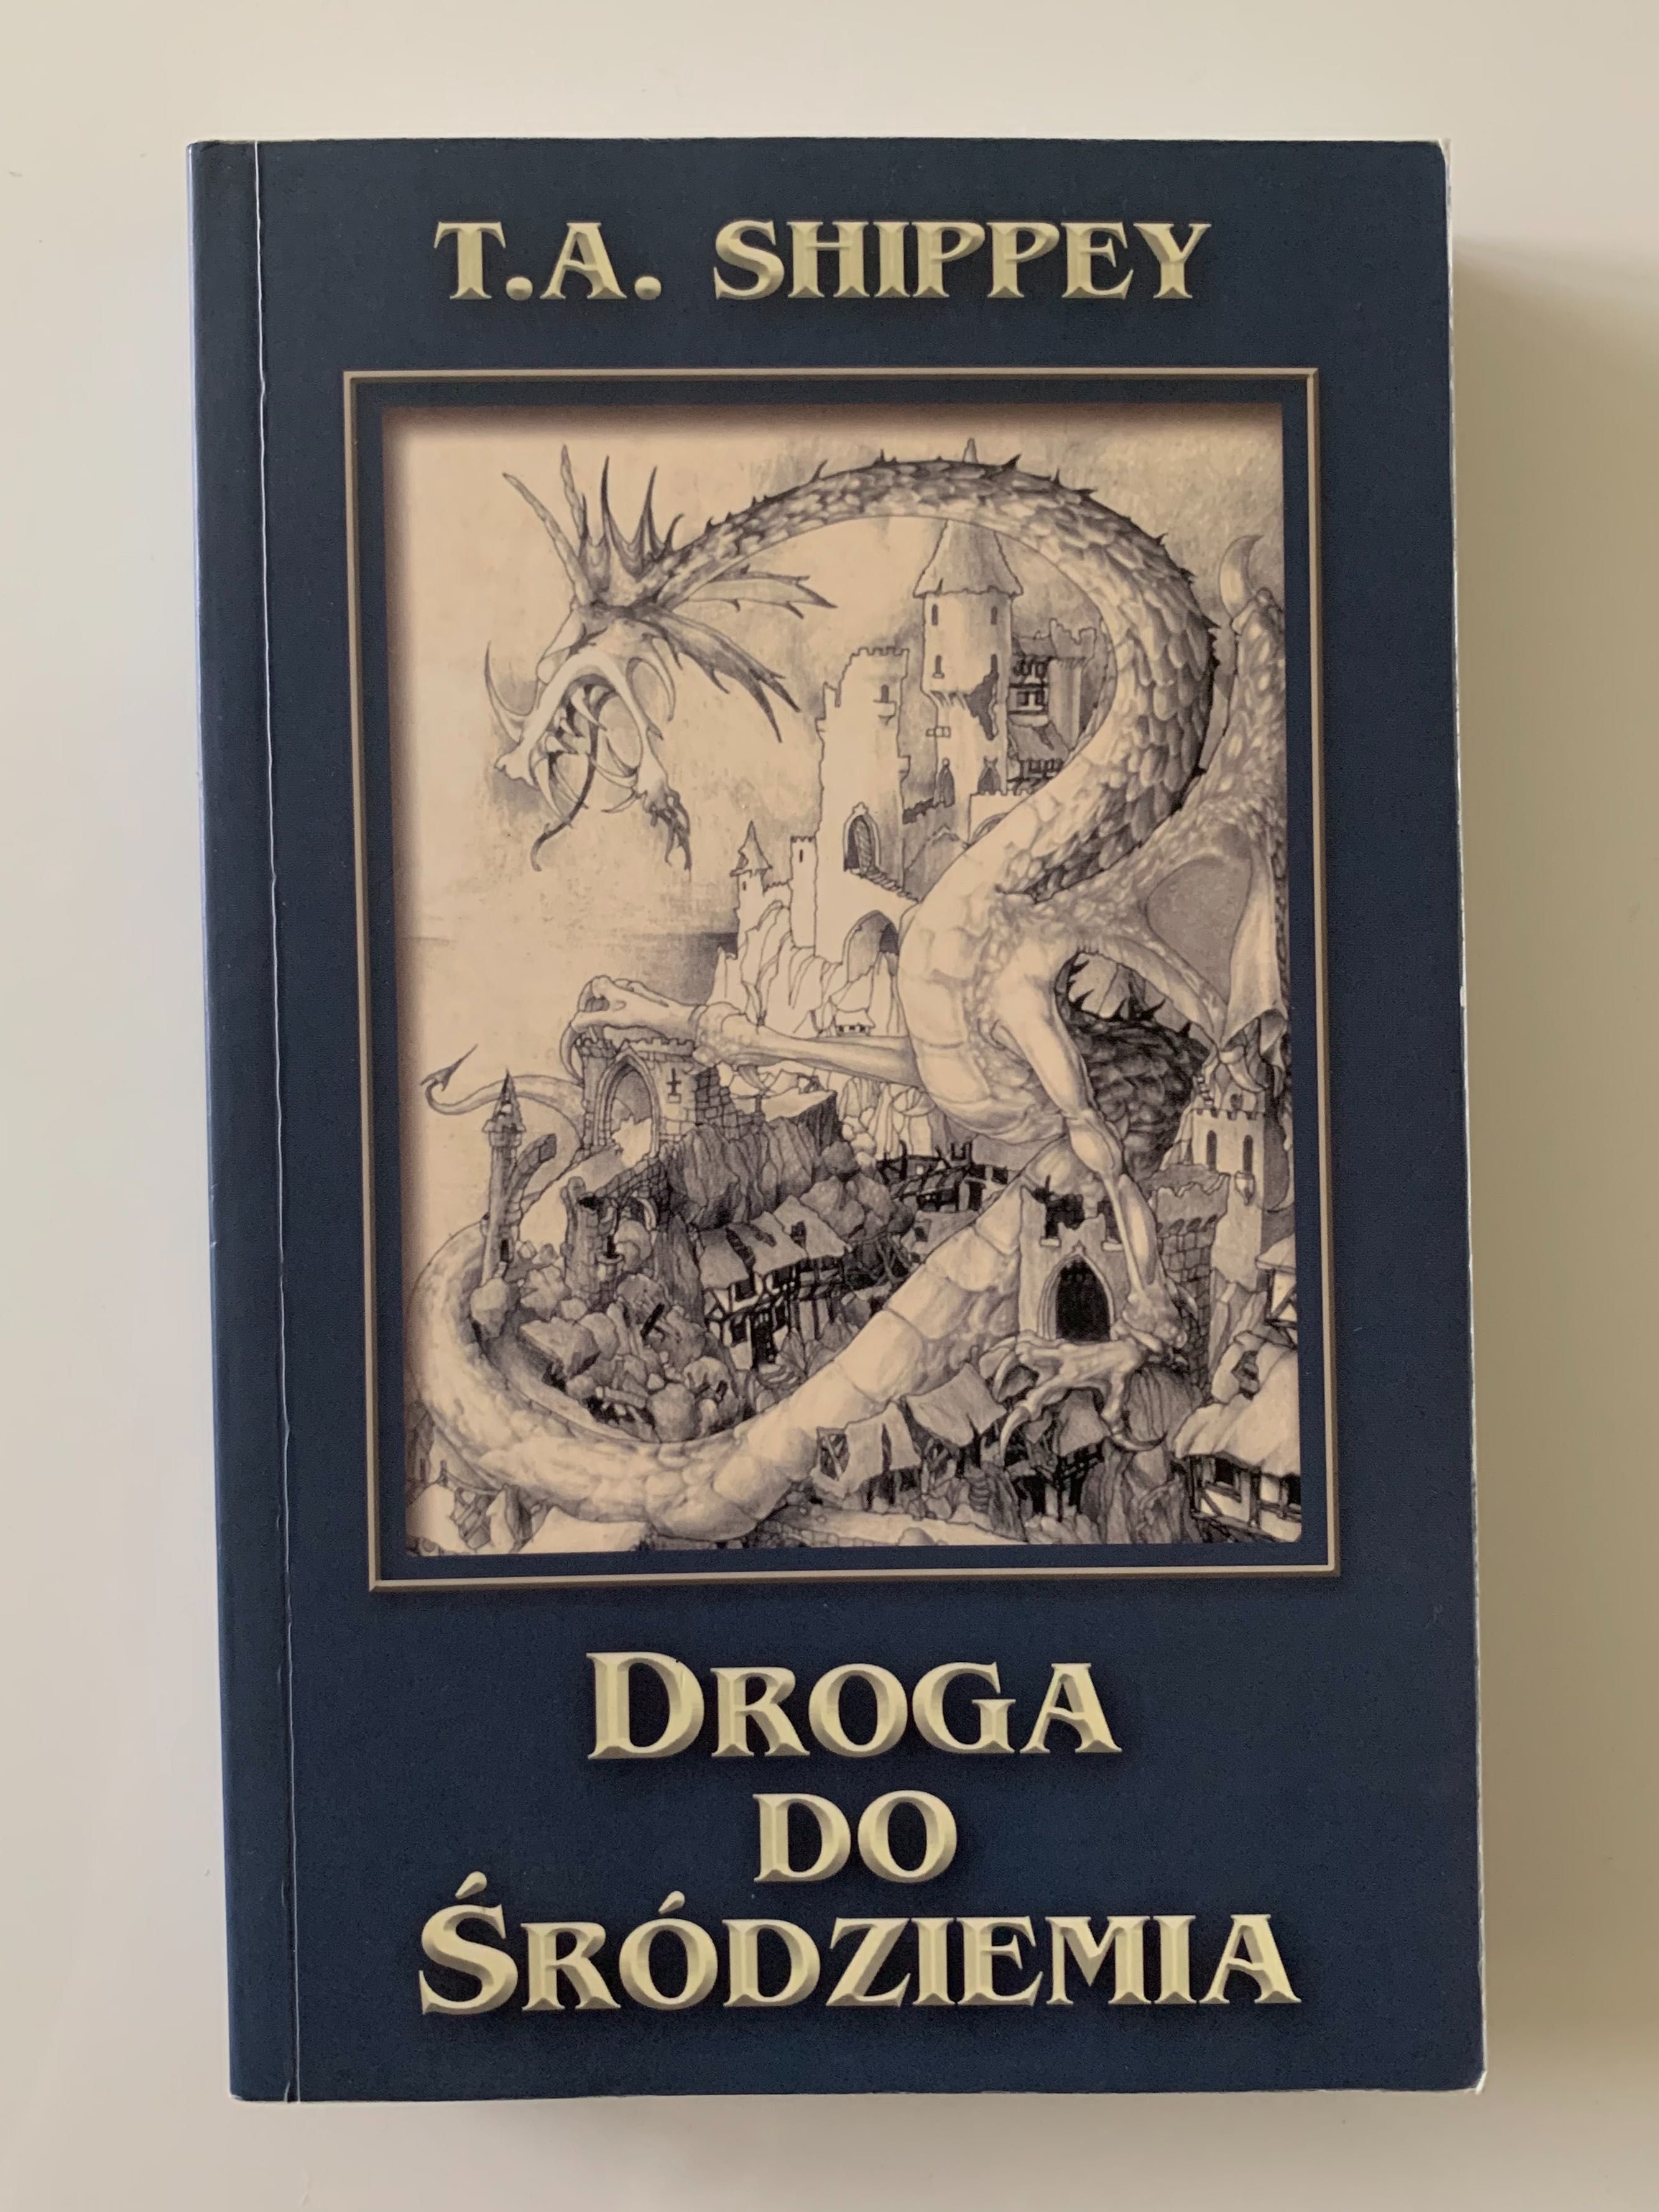 T.A. SHIPPEY
DROGA
DO
ŚRÓDZIEMIA